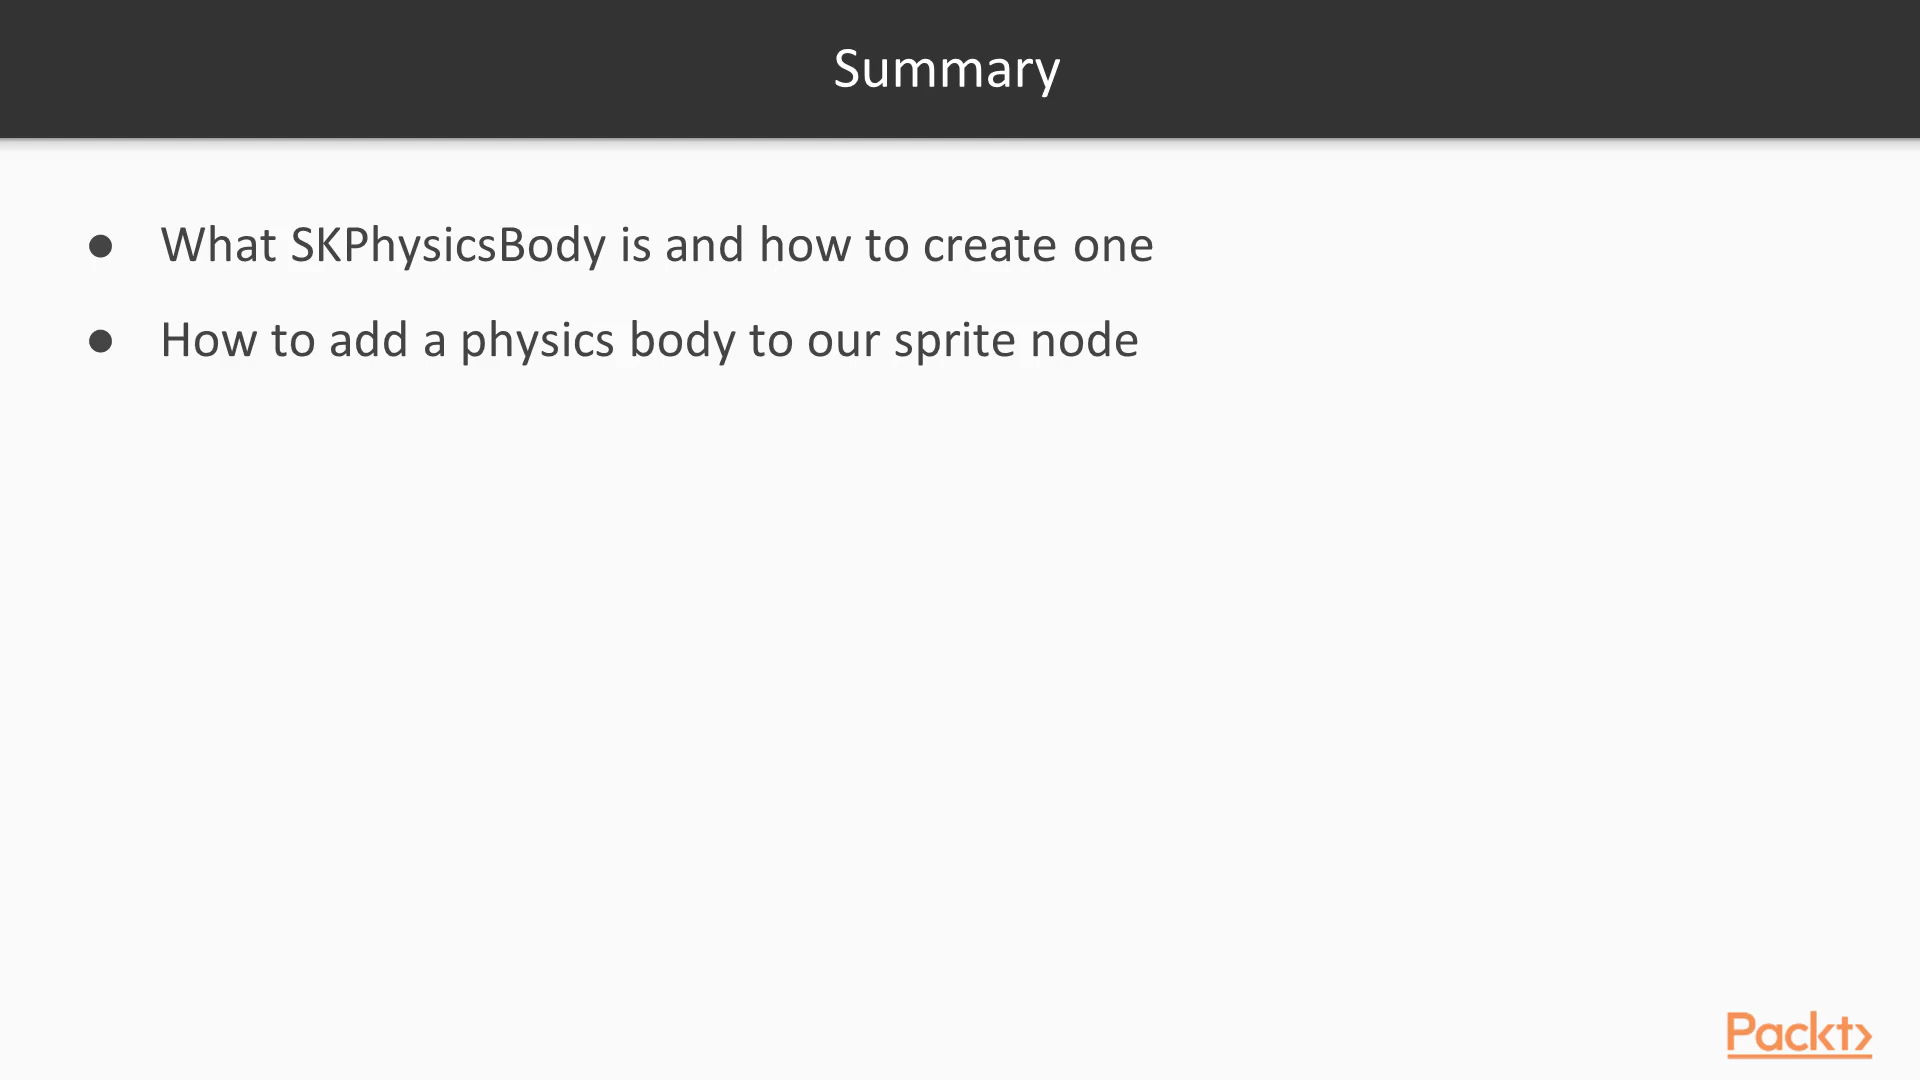 Summary
● What SKPhysicsBody is and how to create one
● How to add a physics body to our sprite node
Packt>